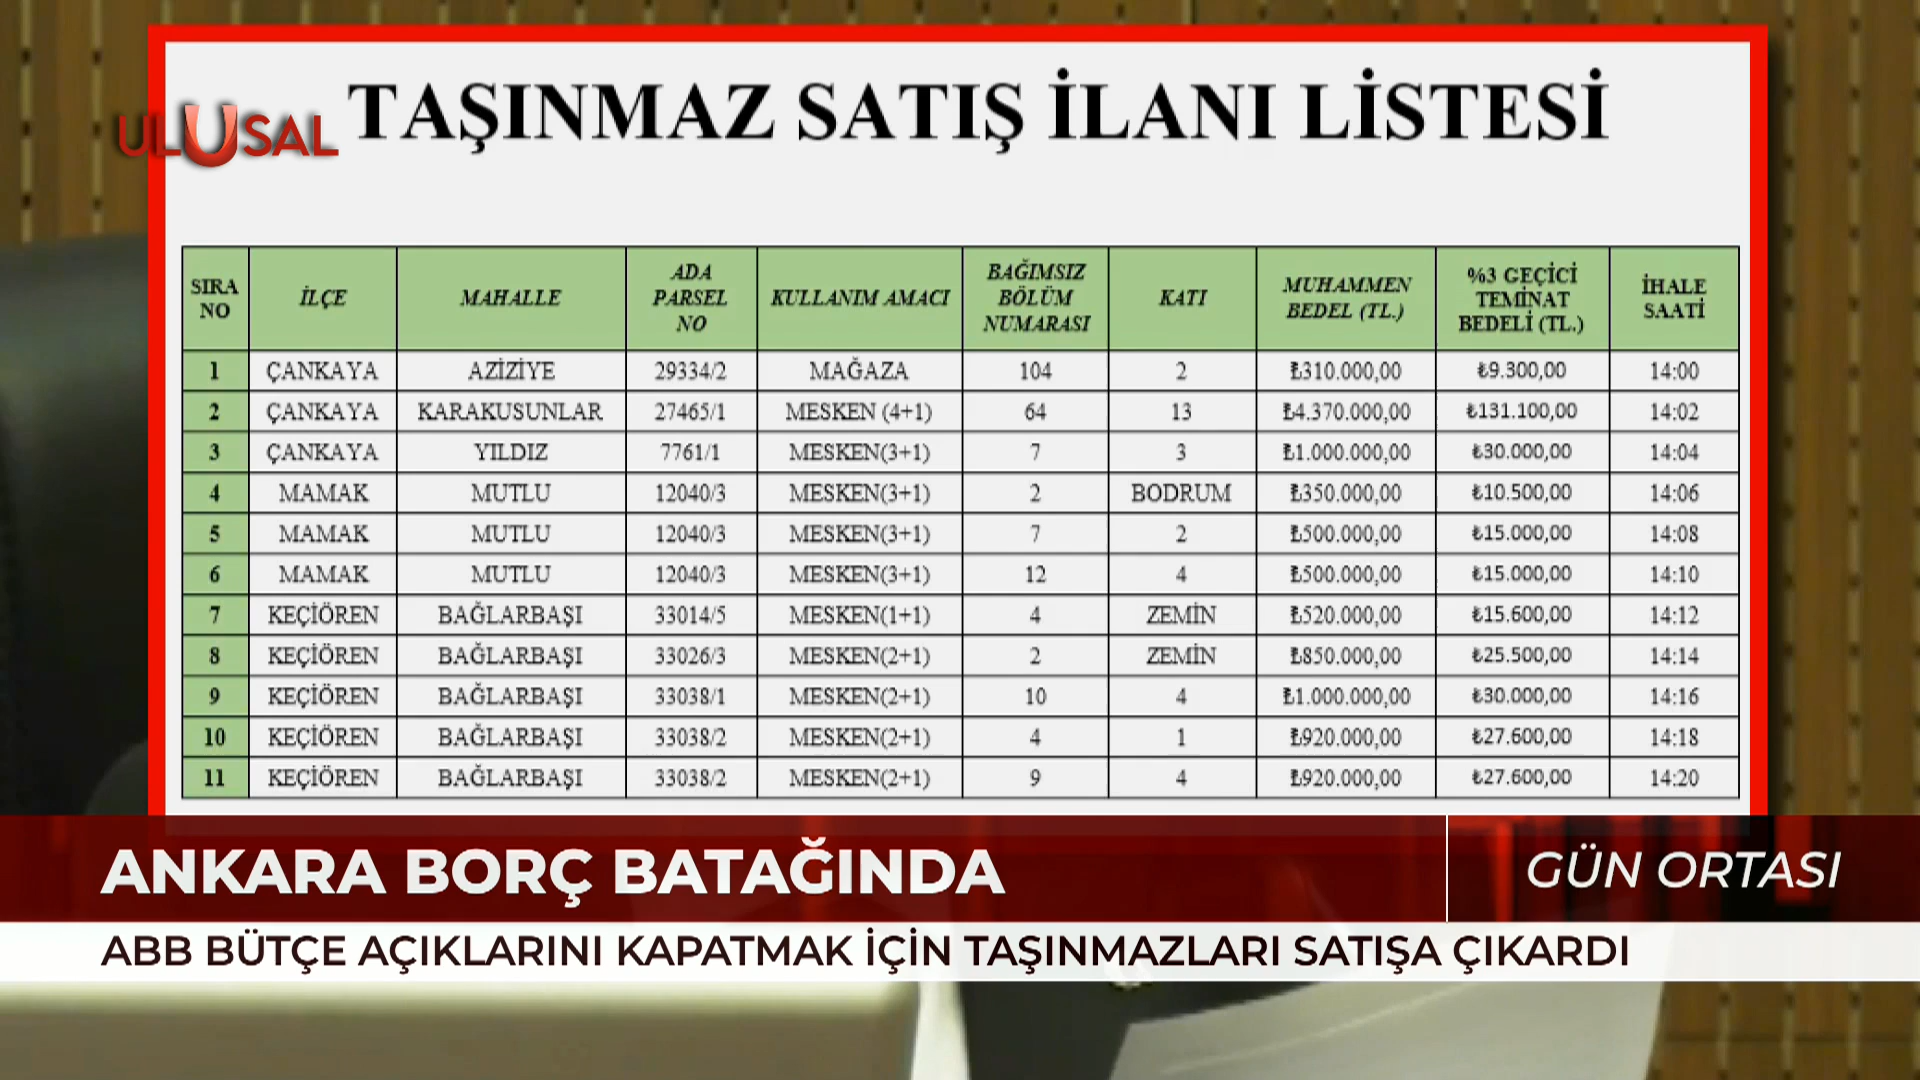 TAŞINMAZ SATIŞ İLANI LİSTESİ
ULUSAL
SIRA NO İLÇE MAHALLE ADA PARSEL NO KULLANIM AMACI BAĞIMSIZ BÖLÜM NUMARASI KATI MUHAMMEN BEDEL (TL.) %3 GEÇİCİ TEMİNAT BEDELİ (TL.) İHALE SAATİ
1 ÇANKAYA AZİZİYE 29334/2 MAĞAZA 104 2 ₺310.000,00 ₺9.300,00 14:00
2 ÇANKAYA KARAKUSUNLAR 27465/1 MESKEN (4+1) 64 13 ₺4.370.000,00 ₺131.100,00 14:02
3 ÇANKAYA YILDIZ 7761/1 MESKEN(3+1) 7 3 ₺1.000.000,00 ₺30.000,00 14:04
4 MAMAK MUTLU 12040/3 MESKEN(3+1) 2 BODRUM ₺350.000,00 ₺10.500,00 14:06
5 MAMAK MUTLU 12040/3 MESKEN(3+1) 7 2 ₺500.000,00 ₺15.000,00 14:08
6 MAMAK MUTLU 12040/3 MESKEN(3+1) 12 4 ₺500.000,00 ₺15.000,00 14:10
7 KEÇİÖREN BAĞLARBAŞI 33014/5 MESKEN(1+1) 4 ZEMİN ₺520.000,00 ₺15.600,00 14:12
8 KEÇİÖREN BAĞLARBAŞI 33026/3 MESKEN(2+1) 2 ZEMİN ₺850.000,00 ₺25.500,00 14:14
9 KEÇİÖREN BAĞLARBAŞI 33038/1 MESKEN(2+1) 10 4 ₺1.000.000,00 ₺30.000,00 14:16
10 KEÇİÖREN BAĞLARBAŞI 33038/2 MESKEN(2+1) 4 1 ₺920.000,00 ₺27.600,00 14:18
11 KEÇİÖREN BAĞLARBAŞI 33038/2 MESKEN(2+1) 9 4 ₺920.000,00 ₺27.600,00 14:20
ANKARA BORÇ BATAĞINDA
GÜN ORTASI
ABB BÜTÇE AÇIKLARINI KAPATMAK İÇİN TAŞINMAZLARI SATIŞA ÇIKARDI